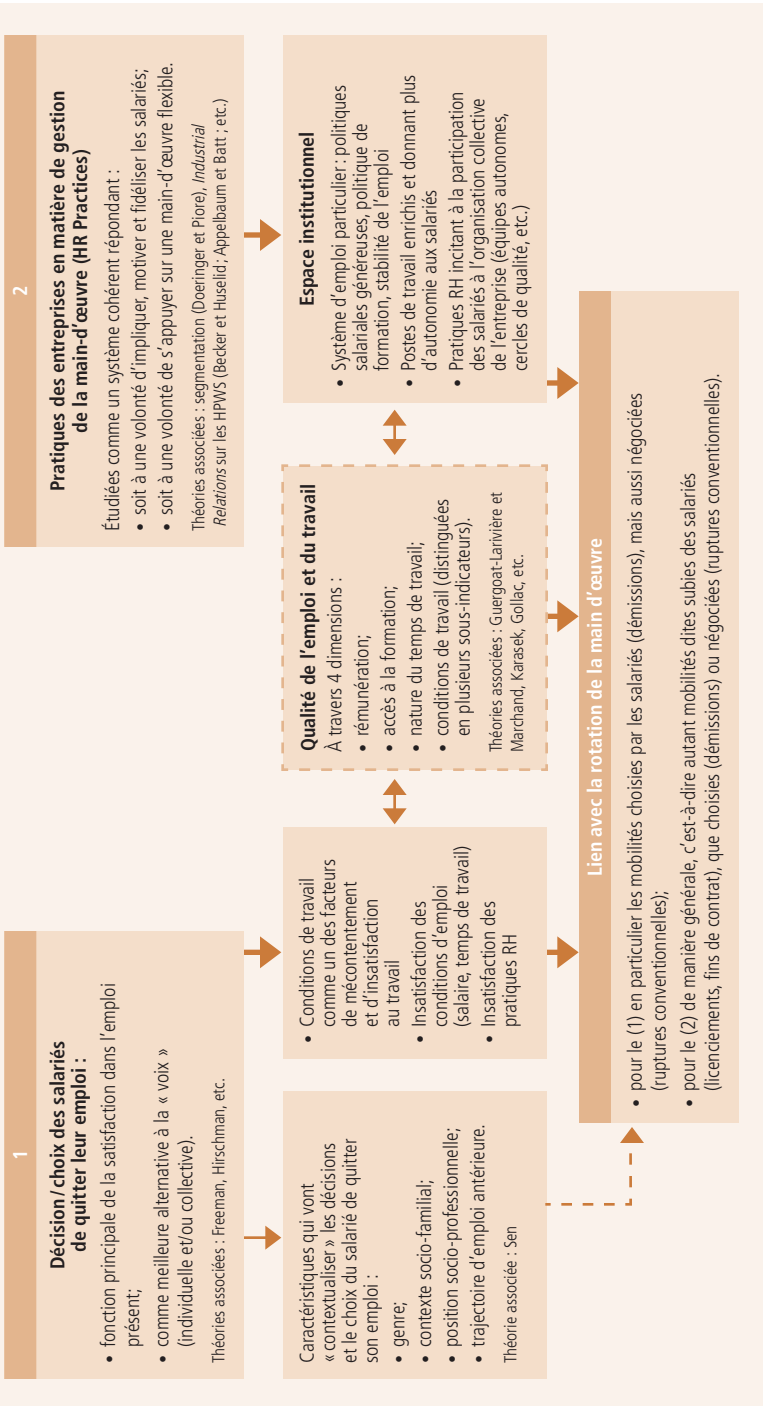 1
Décision/choix des salariés
de quitter leur emploi :
• fonction principale de la satisfaction dans l'emploi
présent;
• comme meilleure alternative à la « voix »
(individuelle et/ou collective).
Théories associées : Freeman, Hirschman, etc.
2
Pratiques des entreprises en matière de gestion
de la main-d'œuvre (HR Practices)
Étudiées comme un système cohérent répondant :
• soit à une volonté d'impliquer, motiver et fidéliser les salariés;
• soit à une volonté de s'appuyer sur une main-d'œuvre flexible.
Théories associées : segmentation (Doeringer et Piore), Industrial
Relations sur les HPWS (Becker et Huselid; Appelbaum et Batt ; etc.)
Caractéristiques qui vont
« contextualiser » les décisions
et le choix du salarié de quitter
son emploi :
• genre;
• contexte socio-familial;
• position socio-professionnelle;
• trajectoire d'emploi antérieure.
Théorie associée : Sen
• Conditions de travail
comme un des facteurs
de mécontentement
et d'insatisfaction
au travail
• Insatisfaction des
conditions d'emploi
(salaire, temps de travail)
• Insatisfaction des
pratiques RH
Qualité de l'emploi et du travail
À travers 4 dimensions :
• rémunération;
• accès à la formation;
• nature du temps de travail;
• conditions de travail (distinguées
en plusieurs sous-indicateurs).
Théories associées : Guergoat-Larivière et
Marchand, Karasek, Gollac, etc.
Espace institutionnel
• Système d'emploi particulier : politiques
salariales généreuses, politique de
formation, stabilité de l'emploi
• Postes de travail enrichis et donnant plus
d'autonomie aux salariés
• Pratiques RH incitant à la participation
des salariés à l'organisation collective
de l'entreprise (équipes autonomes,
cercles de qualité, etc.)
Lien avec la rotation de la main d'œuvre
• pour le (1) en particulier les mobilités choisies par les salariés (démissions), mais aussi négociées
(ruptures conventionnelles);
• pour le (2) de manière générale, c'est-à-dire autant mobilités dites subies des salariés
(licenciements, fins de contrat), que choisies (démissions) ou négociées (ruptures conventionnelles).